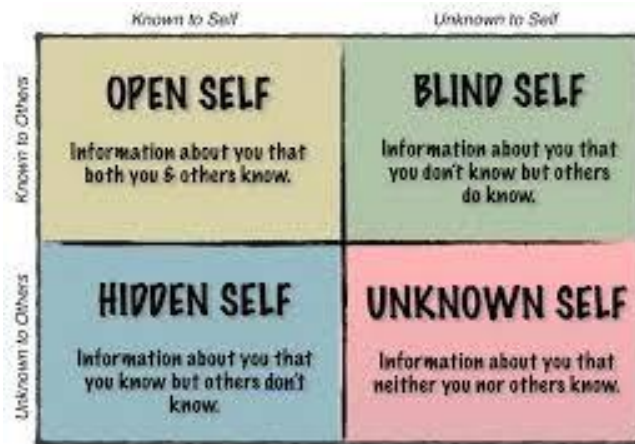 Known to Self
Unknown to Self
Known to Others
OPEN SELF
Information about you that
both you & others know.
BLIND SELF
Information about you that
you don't know but others
do know.
Unknown to Others
HIDDEN SELF
Information about you that
you know but others don't
know.
UNKNOWN SELF
Information about you that
neither you nor others know.